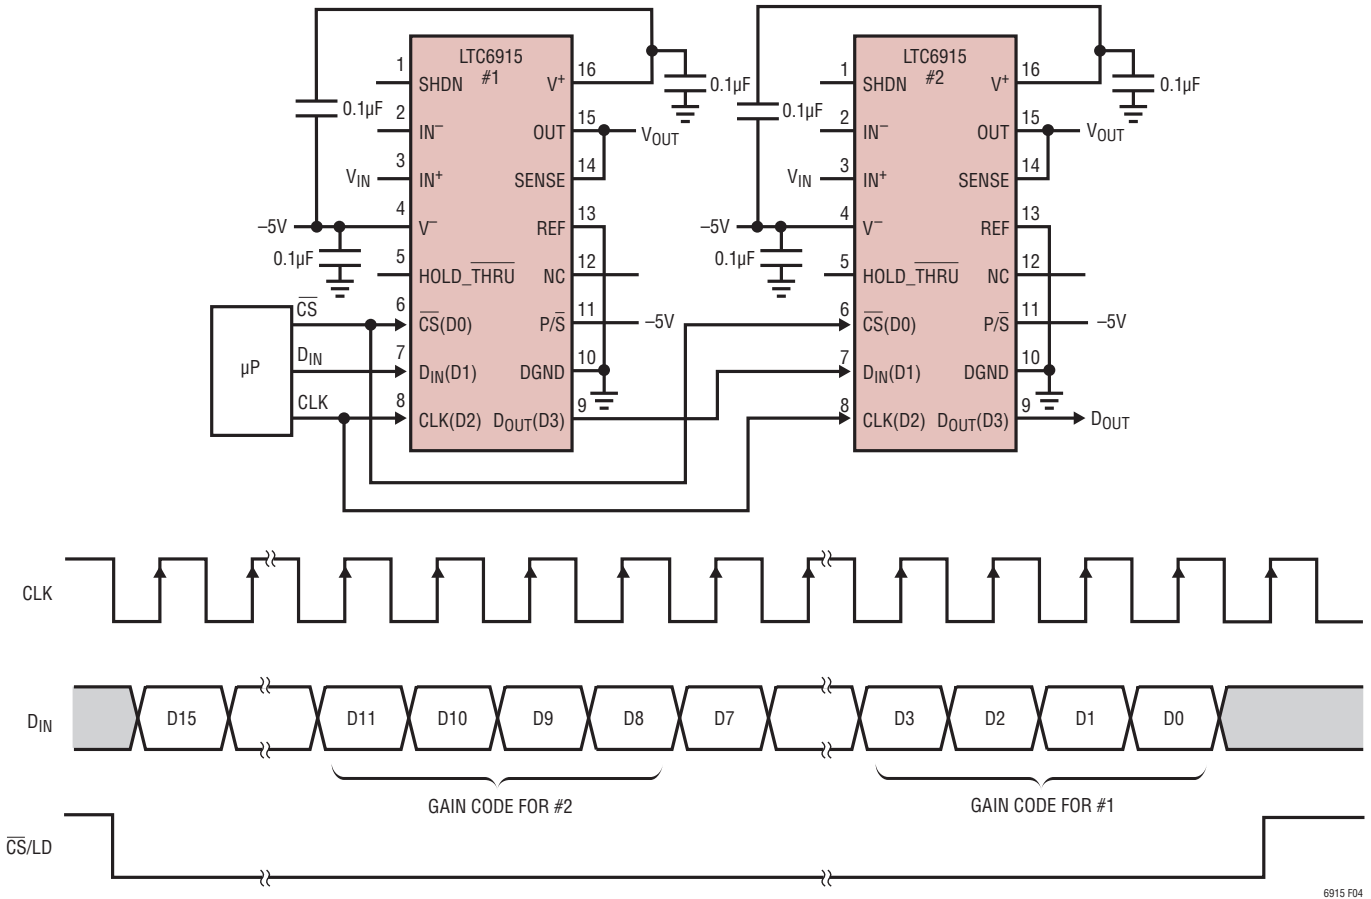 LTC6915
#1
1
SHDN
2
IN–
3
VIN
IN+
4
–5V
V–
5
HOLD_THRU
6
CS(D0)
7
DIN(D1)
8
CLK(D2)
16
V+
15
OUT
VOUT
14
SENSE
13
REF
12
NC
11
P/S
–5V
10
DGND
9
DOUT(D3)
0.1µF
0.1µF
0.1µF
µP
CS
DIN
CLK
LTC6915
#2
1
SHDN
2
IN–
3
VIN
IN+
4
–5V
V–
5
HOLD_THRU
6
CS(D0)
7
DIN(D1)
8
CLK(D2)
16
V+
15
OUT
VOUT
14
SENSE
13
REF
12
NC
11
P/S
–5V
10
DGND
9
DOUT(D3)
DOUT
0.1µF
0.1µF
0.1µF
CLK
DIN
D15
D11
D10
D9
D8
D7
D3
D2
D1
D0
GAIN CODE FOR #2
GAIN CODE FOR #1
CS/LD
6915 F04